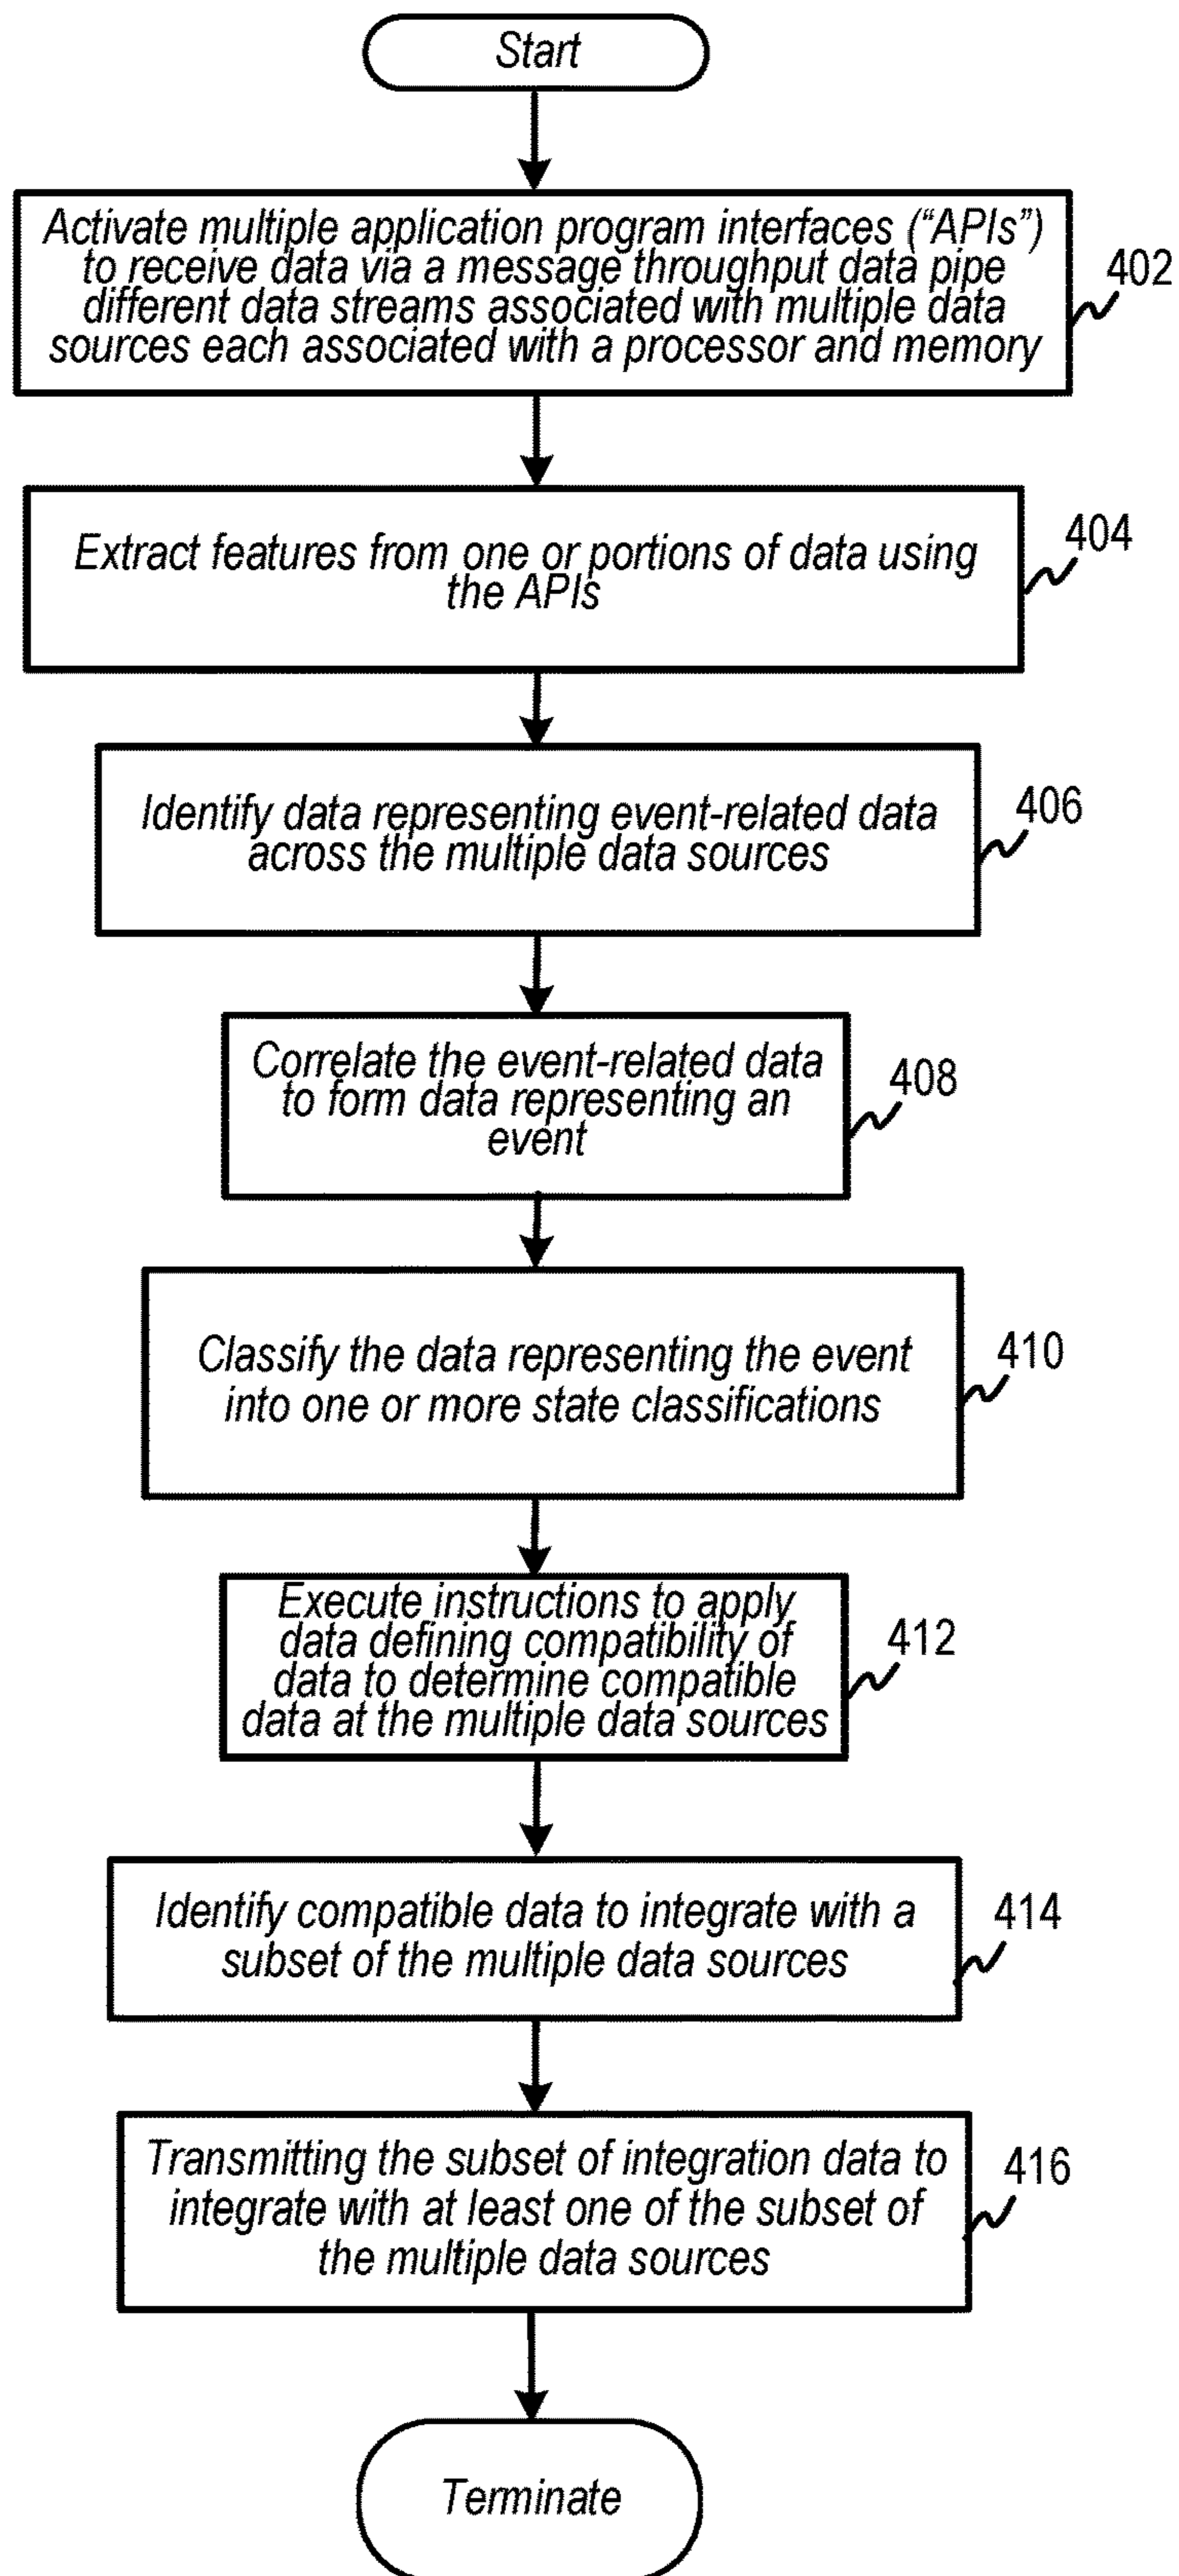 Start
Activate multiple application program interfaces (“APIs”)
to receive data via a message throughput data pipe
different data streams associated with multiple data
sources each associated with a processor and memory
402
Extract features from one or portions of data using
the APIs
404
Identify data representing event-related data
across the multiple data sources
406
Correlate the event-related data
to form data representing an
event
408
Classify the data representing the event
into one or more state classifications
410
Execute instructions to apply
data defining compatibility of
data to determine compatible
data at the multiple data sources
412
Identify compatible data to integrate with a
subset of the multiple data sources
414
Transmitting the subset of integration data to
integrate with at least one of the subset of
the multiple data sources
416
Terminate